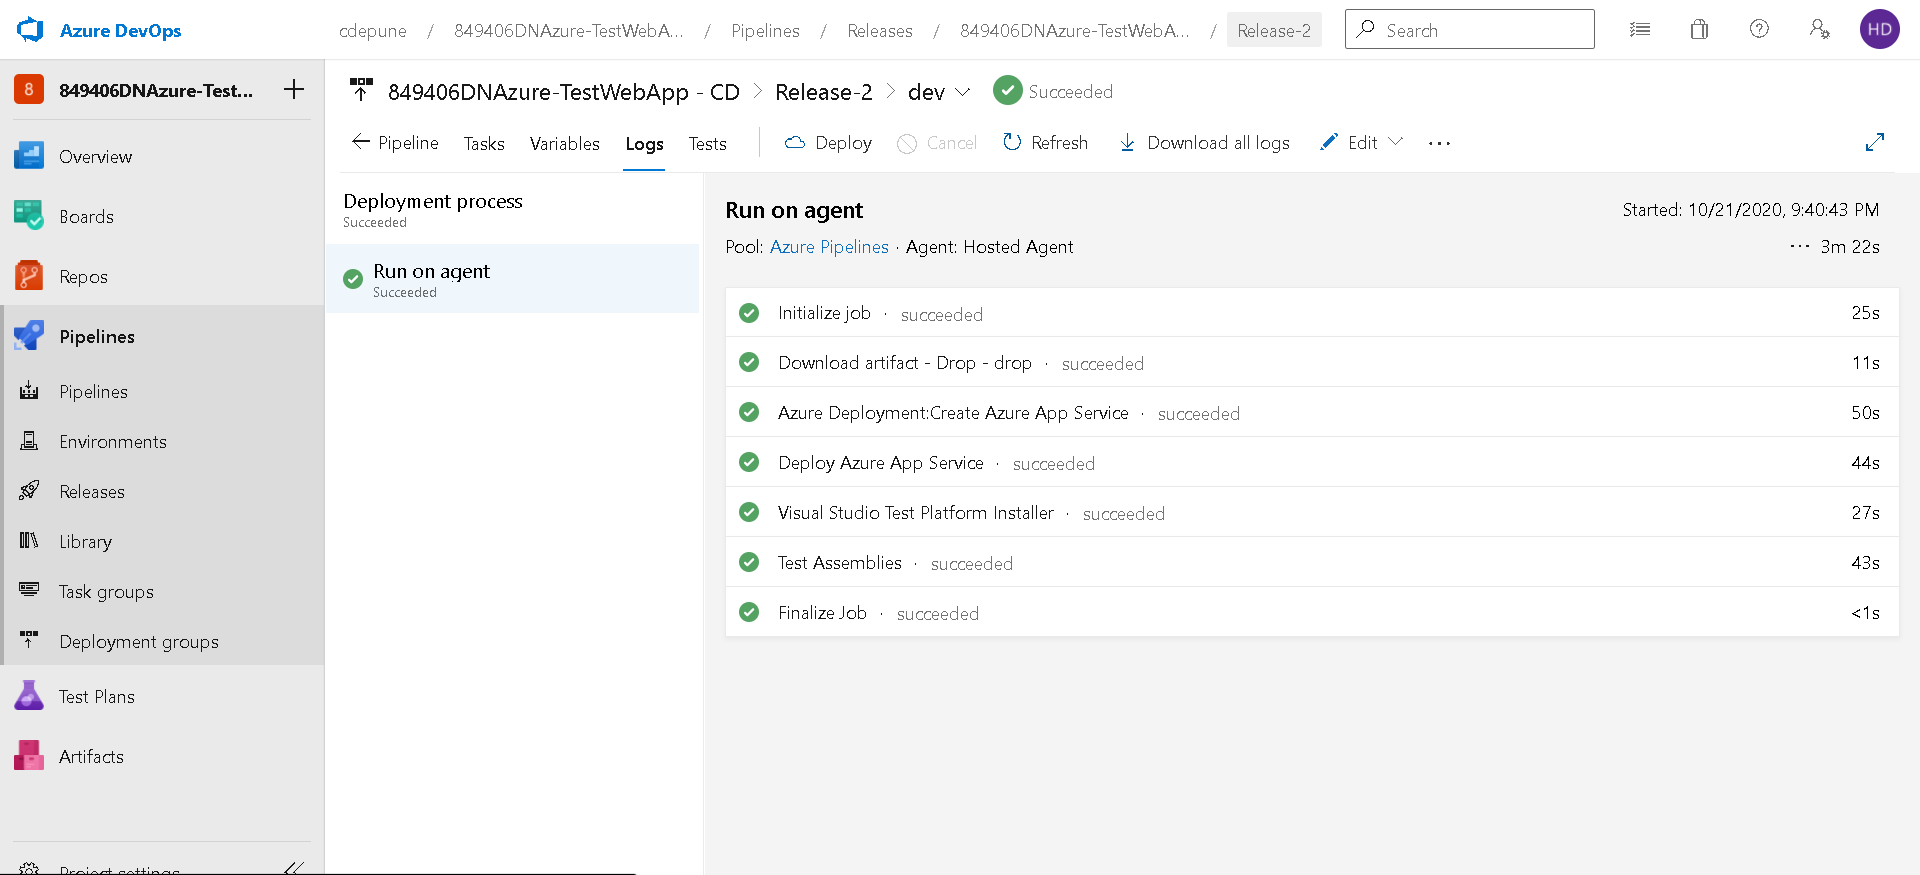 Azure DevOps
cdepune / 849406DNAzure-TestWebA... / Pipelines / Releases / 849406DNAzure-TestWebA... / Release-2
Search
HD
8
849406DNAzure-Test...
Overview
Boards
Repos
Pipelines
Pipelines
Environments
Releases
Library
Task groups
Deployment groups
Test Plans
Artifacts
Project settings
849406DNAzure-TestWebApp - CD > Release-2 > dev
Succeeded
Pipeline
Tasks
Variables
Logs
Tests
Deploy
Cancel
Refresh
Download all logs
Edit
...
Deployment process
Succeeded
Run on agent
Succeeded
Run on agent
Started: 10/21/2020, 9:40:43 PM
Pool: Azure Pipelines · Agent: Hosted Agent
... 3m 22s
Initialize job · succeeded 25s
Download artifact - Drop - drop · succeeded 11s
Azure Deployment:Create Azure App Service · succeeded 50s
Deploy Azure App Service · succeeded 44s
Visual Studio Test Platform Installer · succeeded 27s
Test Assemblies · succeeded 43s
Finalize Job · succeeded <1s